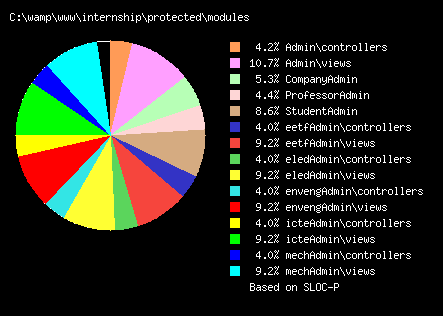 C:\wamp\www\internship\protected\modules
4.2% Admin\controllers
10.7% Admin\views
5.3% CompanyAdmin
4.4% ProfessorAdmin
8.6% StudentAdmin
4.0% eetfAdmin\controllers
9.2% eetfAdmin\views
4.0% eledAdmin\controllers
9.2% eledAdmin\views
4.0% envengAdmin\controllers
9.2% envengAdmin\views
4.0% icteAdmin\controllers
9.2% icteAdmin\views
4.0% mechAdmin\controllers
9.2% mechAdmin\views
Based on SLOC-P